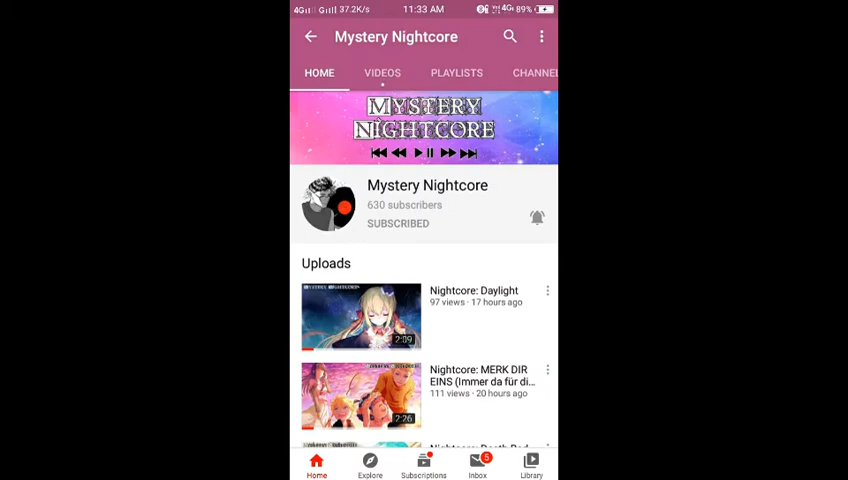 4G 37.2K/s 11:33 AM 4G 89%
Mystery Nightcore
HOME VIDEOS PLAYLISTS CHANNEL
MYSTERY
NIGHTCORE
Mystery Nightcore
630 subscribers
SUBSCRIBED
Uploads
MYSTERY NIGHTCORE
Nightcore: Daylight
97 views · 17 hours ago
2:09
Nightcore: MERK DIR
EINS (Immer da für di...
111 views · 20 hours ago
2:26
Home Explore Subscriptions Inbox 5 Library